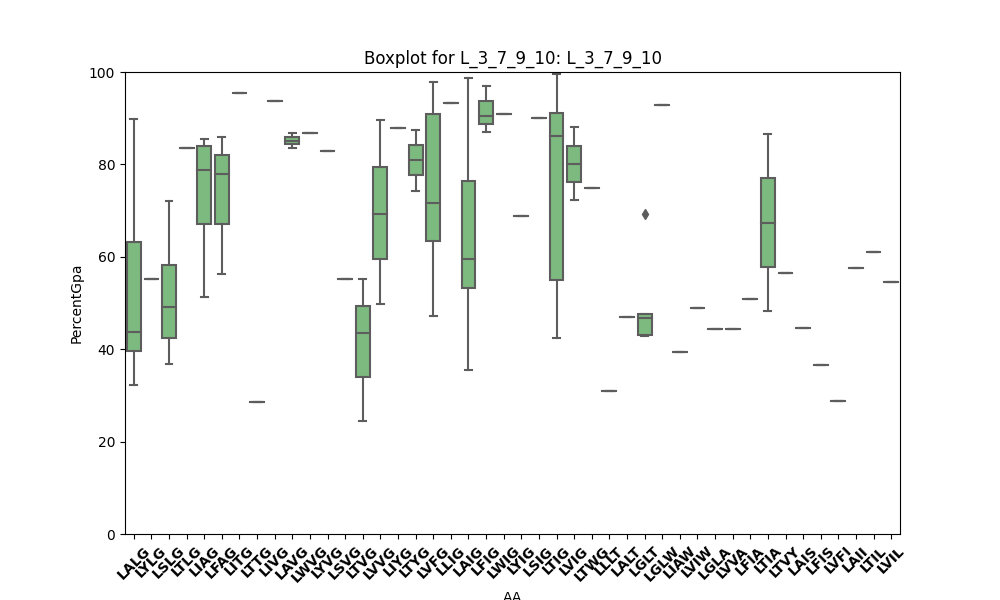 Boxplot for L_3_7_9_10: L_3_7_9_10
PercentGpa
100
80
60
40
20
0
LALG
LYLG
LSLG
LTLG
LIAG
LFAG
LITG
LTTG
LIVG
LAVG
LWVG
LYVG
LSVG
LTVG
LVVG
LIYG
LTYG
LVFG
LLIG
LAIG
LFIG
LWIG
LYIG
LSIG
LTIG
LVIG
LTWG
LLLT
LALT
LGLT
LGLW
LIAW
LVIW
LGLA
LVVA
LFIA
LTIA
LTVY
LAIS
LFIS
LVFI
LAII
LTIL
LVIL
AA